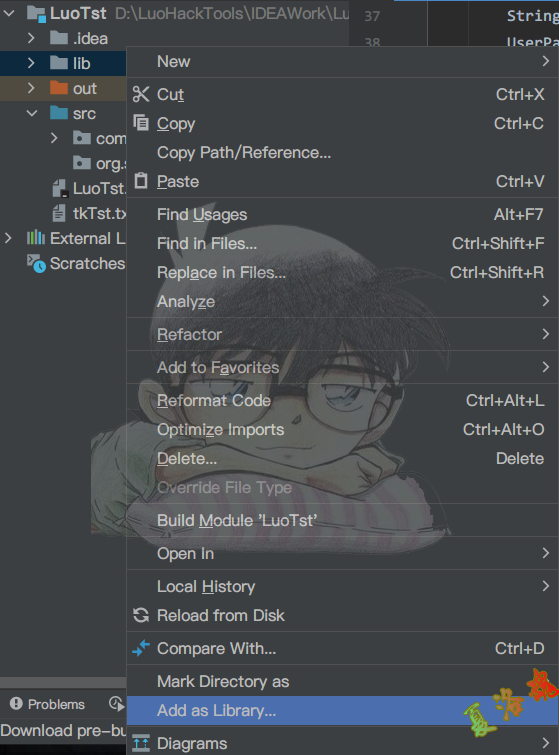 LuoTst D:\LuoHackTools\IDEAWork\Lu
.idea
lib
out
src
com
org.s
LuoTst.
tkTst.tx
External L
Scratches
37 String
38 UserPa
New
Cut Ctrl+X
Copy Ctrl+C
Copy Path/Reference...
Paste Ctrl+V
Find Usages Alt+F7
Find in Files... Ctrl+Shift+F
Replace in Files... Ctrl+Shift+R
Analyze
Refactor
Add to Favorites
Reformat Code Ctrl+Alt+L
Optimize Imports Ctrl+Alt+O
Delete... Delete
Override File Type
Build Module 'LuoTst'
Open In
Local History
Reload from Disk
Compare With... Ctrl+D
Mark Directory as
Add as Library...
Diagrams
Problems
Download pre-bu